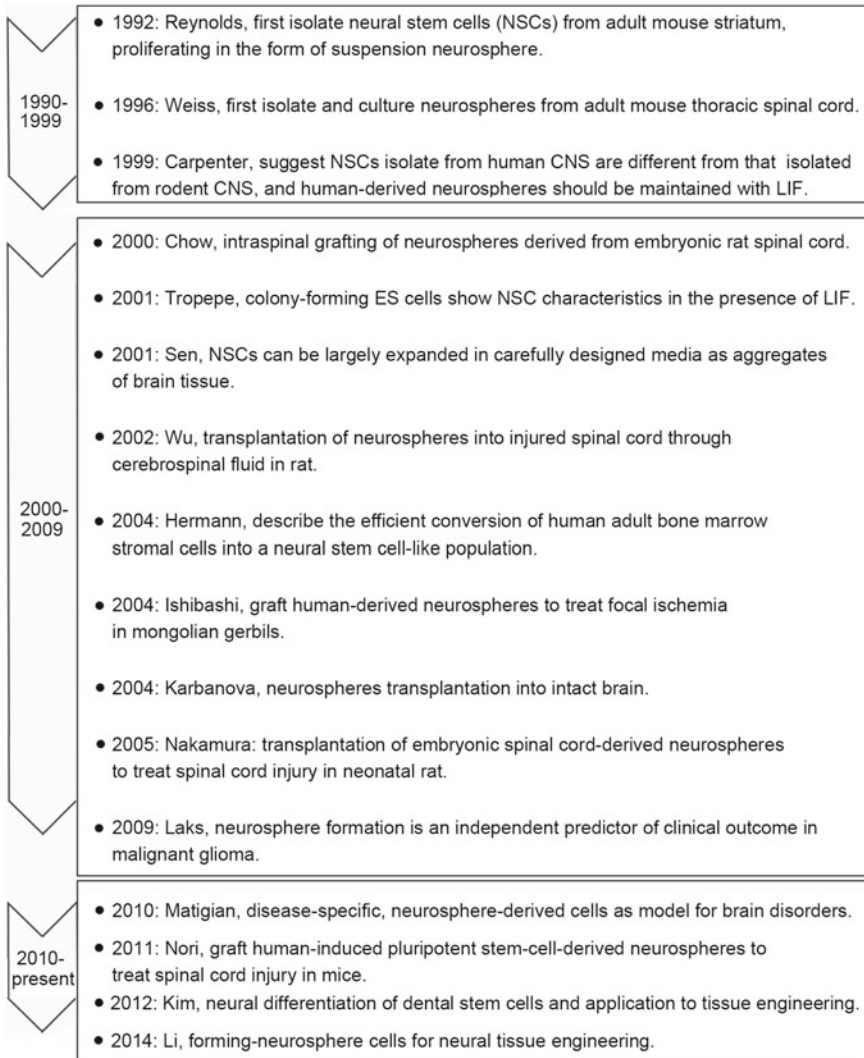 1990-
1999
● 1992: Reynolds, first isolate neural stem cells (NSCs) from adult mouse striatum,
proliferating in the form of suspension neurosphere.
● 1996: Weiss, first isolate and culture neurospheres from adult mouse thoracic spinal cord.
● 1999: Carpenter, suggest NSCs isolate from human CNS are different from that isolated
from rodent CNS, and human-derived neurospheres should be maintained with LIF.
2000-
2009
● 2000: Chow, intraspinal grafting of neurospheres derived from embryonic rat spinal cord.
● 2001: Tropepe, colony-forming ES cells show NSC characteristics in the presence of LIF.
● 2001: Sen, NSCs can be largely expanded in carefully designed media as aggregates
of brain tissue.
● 2002: Wu, transplantation of neurospheres into injured spinal cord through
cerebrospinal fluid in rat.
● 2004: Hermann, describe the efficient conversion of human adult bone marrow
stromal cells into a neural stem cell-like population.
● 2004: Ishibashi, graft human-derived neurospheres to treat focal ischemia
in mongolian gerbils.
● 2004: Karbanova, neurospheres transplantation into intact brain.
● 2005: Nakamura: transplantation of embryonic spinal cord-derived neurospheres
to treat spinal cord injury in neonatal rat.
● 2009: Laks, neurosphere formation is an independent predictor of clinical outcome in
malignant glioma.
2010-
present
● 2010: Matigian, disease-specific, neurosphere-derived cells as model for brain disorders.
● 2011: Nori, graft human-induced pluripotent stem-cell-derived neurospheres to
treat spinal cord injury in mice.
● 2012: Kim, neural differentiation of dental stem cells and application to tissue engineering.
● 2014: Li, forming-neurosphere cells for neural tissue engineering.